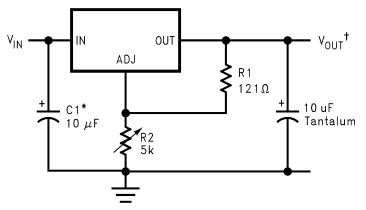 VIN
IN
OUT
VOUT†
ADJ
R1
121Ω
+
C1*
10 µF
R2
5k
+
10 uF
Tantalum